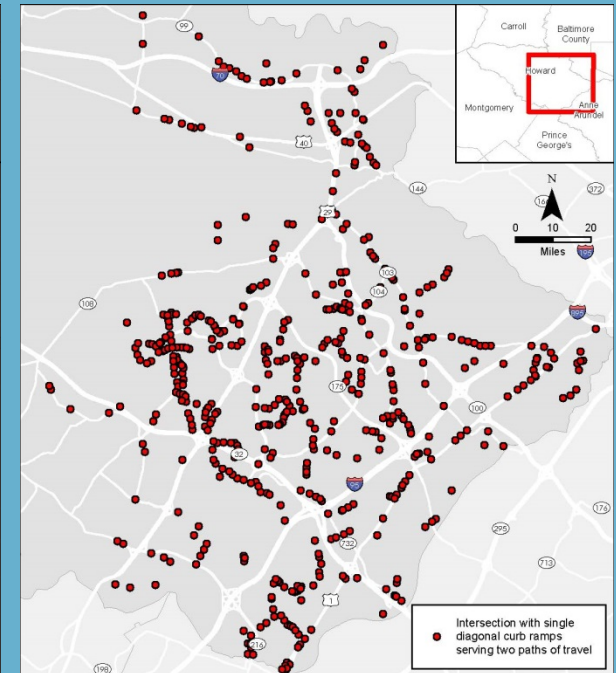 99
70
40
29
144
372
166
195
195
103
104
108
175
100
32
95
732
1
176
295
713
216
198
Carroll
Baltimore
County
Howard
Montgomery
Anne
Arundel
Prince
George's
N
0 10 20
Miles
Intersection with single
diagonal curb ramps
serving two paths of travel